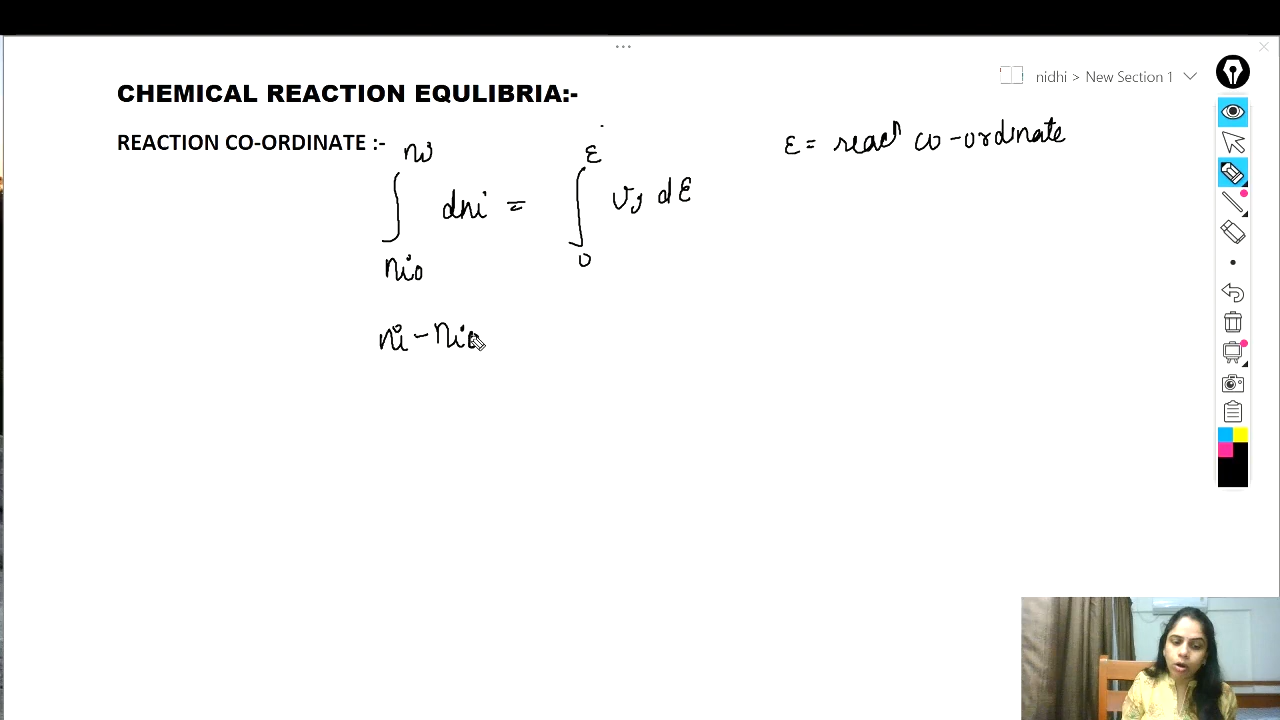 nidhi > New Section 1
CHEMICAL REACTION EQULIBRIA:-
REACTION CO-ORDINATE :-
ε = reacⁿ co-ordinate
∫ni0^ni dni = ∫0^ε νi dε
ni - ni0